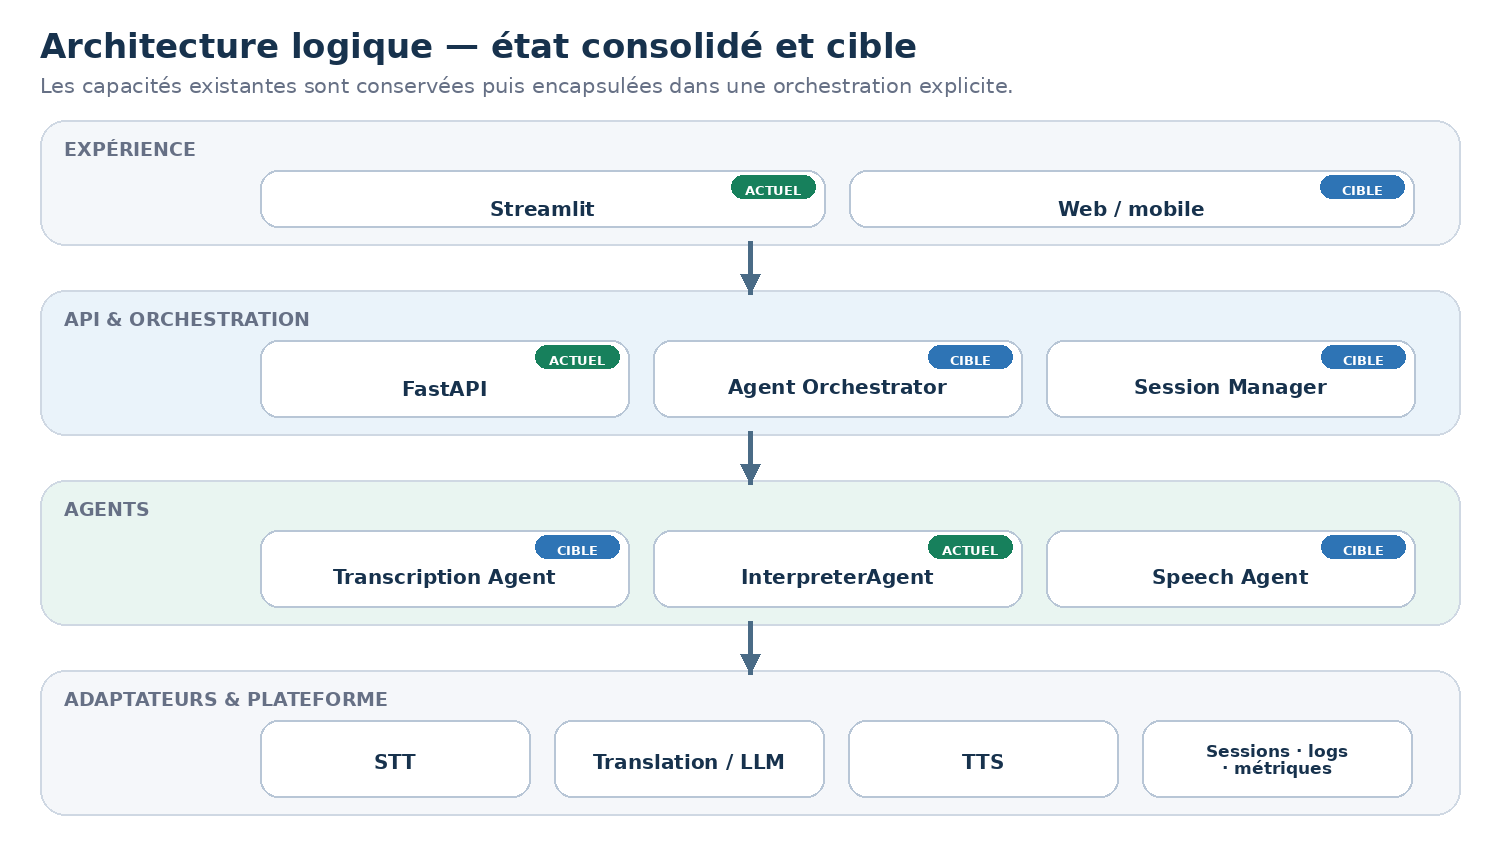 Architecture logique — état consolidé et cible
Les capacités existantes sont conservées puis encapsulées dans une orchestration explicite.
EXPÉRIENCE
ACTUEL
Streamlit
CIBLE
Web / mobile
API & ORCHESTRATION
ACTUEL
FastAPI
CIBLE
Agent Orchestrator
CIBLE
Session Manager
AGENTS
CIBLE
Transcription Agent
ACTUEL
InterpreterAgent
CIBLE
Speech Agent
ADAPTATEURS & PLATEFORME
STT
Translation / LLM
TTS
Sessions · logs
· métriques